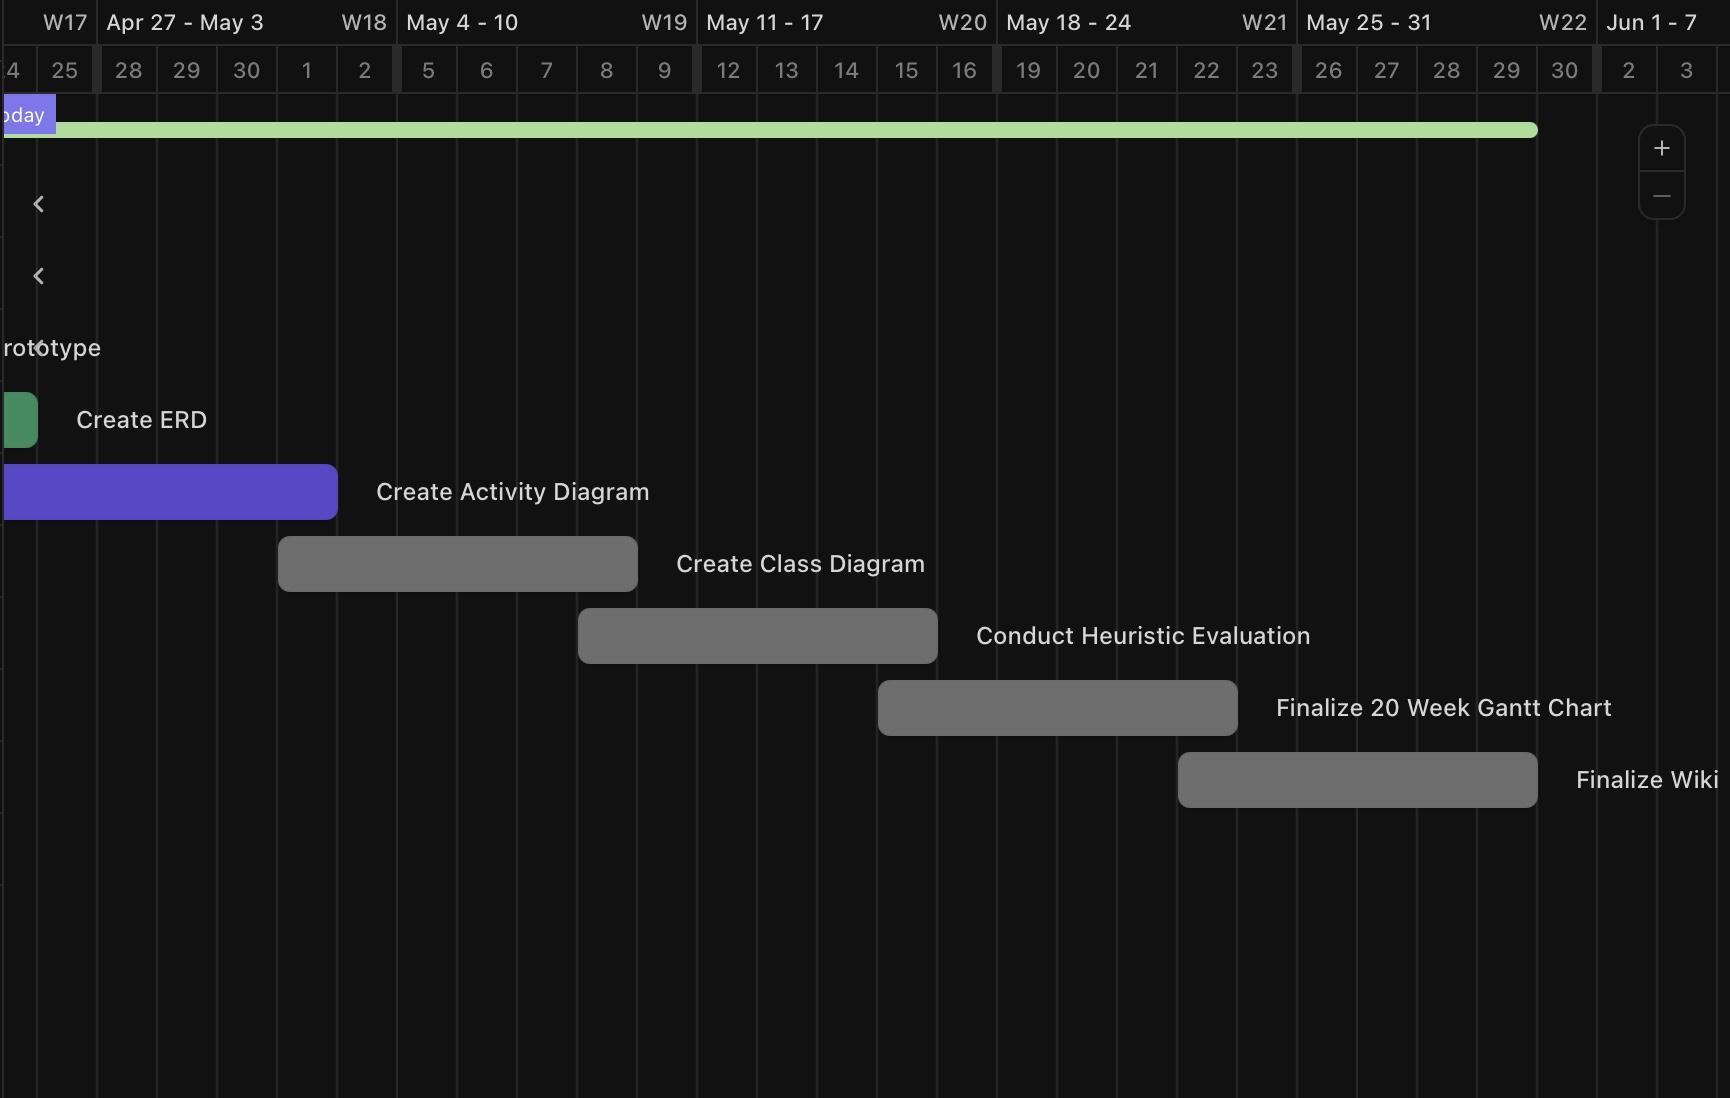 W17 Apr 27 - May 3 W18 May 4 - 10 W19 May 11 - 17 W20 May 18 - 24 W21 May 25 - 31 W22 Jun 1 - 7
4 25 28 29 30 1 2 5 6 7 8 9 12 13 14 15 16 19 20 21 22 23 26 27 28 29 30 2 3
oday
+
−
rototype
Create ERD
Create Activity Diagram
Create Class Diagram
Conduct Heuristic Evaluation
Finalize 20 Week Gantt Chart
Finalize Wiki